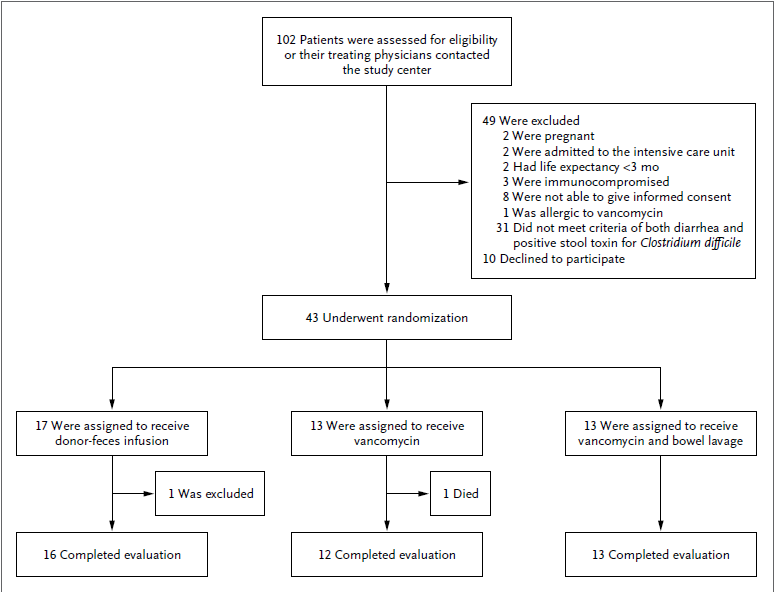 102 Patients were assessed for eligibility
or their treating physicians contacted
the study center
49 Were excluded
2 Were pregnant
2 Were admitted to the intensive care unit
2 Had life expectancy <3 mo
3 Were immunocompromised
8 Were not able to give informed consent
1 Was allergic to vancomycin
31 Did not meet criteria of both diarrhea and
positive stool toxin for Clostridium difficile
10 Declined to participate
43 Underwent randomization
17 Were assigned to receive
donor-feces infusion
13 Were assigned to receive
vancomycin
13 Were assigned to receive
vancomycin and bowel lavage
1 Was excluded
1 Died
16 Completed evaluation
12 Completed evaluation
13 Completed evaluation